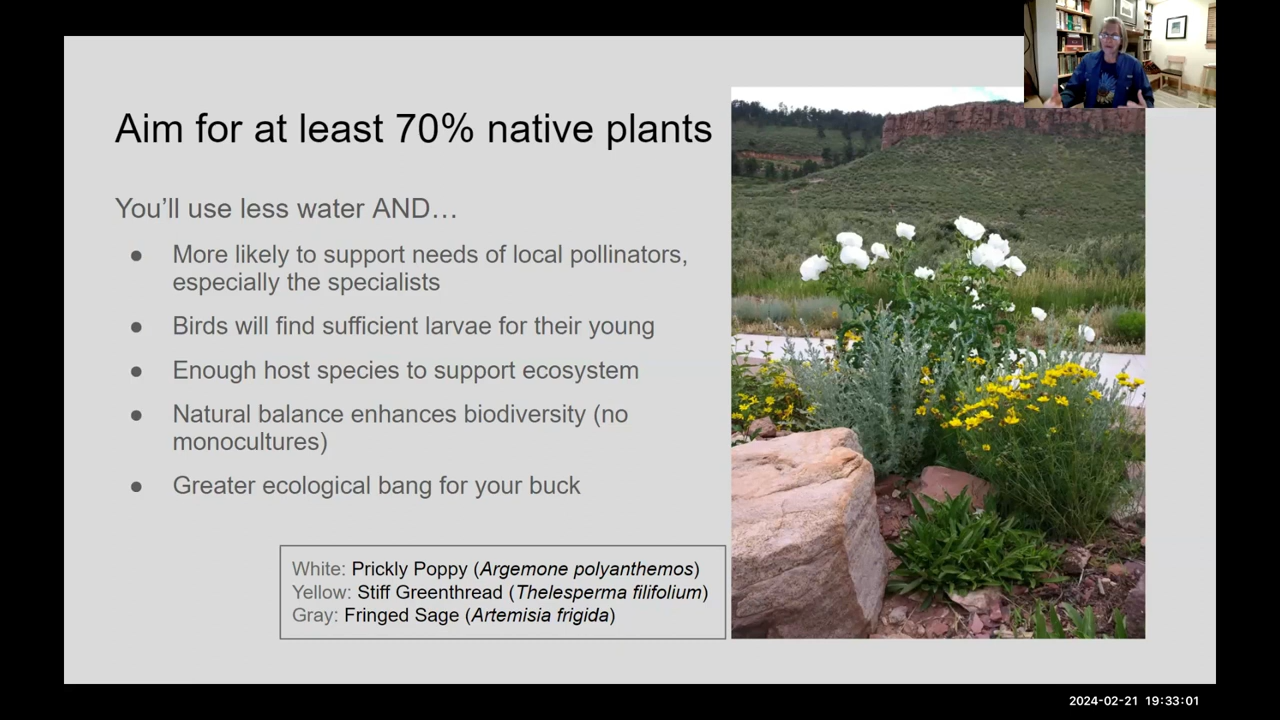 Aim for at least 70% native plants
You'll use less water AND…
● More likely to support needs of local pollinators,
especially the specialists
● Birds will find sufficient larvae for their young
● Enough host species to support ecosystem
● Natural balance enhances biodiversity (no
monocultures)
● Greater ecological bang for your buck
White: Prickly Poppy (Argemone polyanthemos)
Yellow: Stiff Greenthread (Thelesperma filifolium)
Gray: Fringed Sage (Artemisia frigida)
2024-02-21 19:33:01